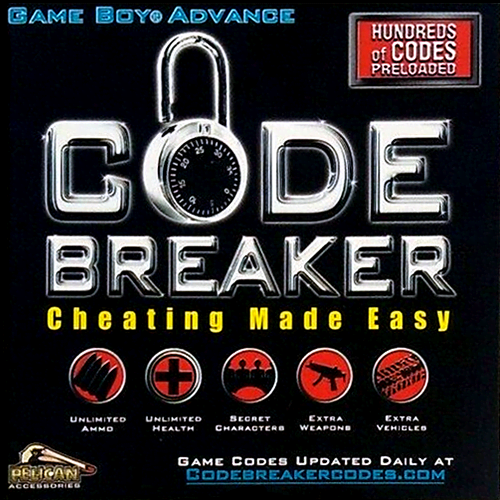 GAME BOY® ADVANCE
HUNDREDS
of CODES
PRELOADED
CODE
BREAKER
Cheating Made Easy
UNLIMITED
AMMO
UNLIMITED
HEALTH
SECRET
CHARACTERS
EXTRA
WEAPONS
EXTRA
VEHICLES
PELICAN
ACCESSORIES
GAME CODES UPDATED DAILY AT
CODEBREAKERCODES.COM